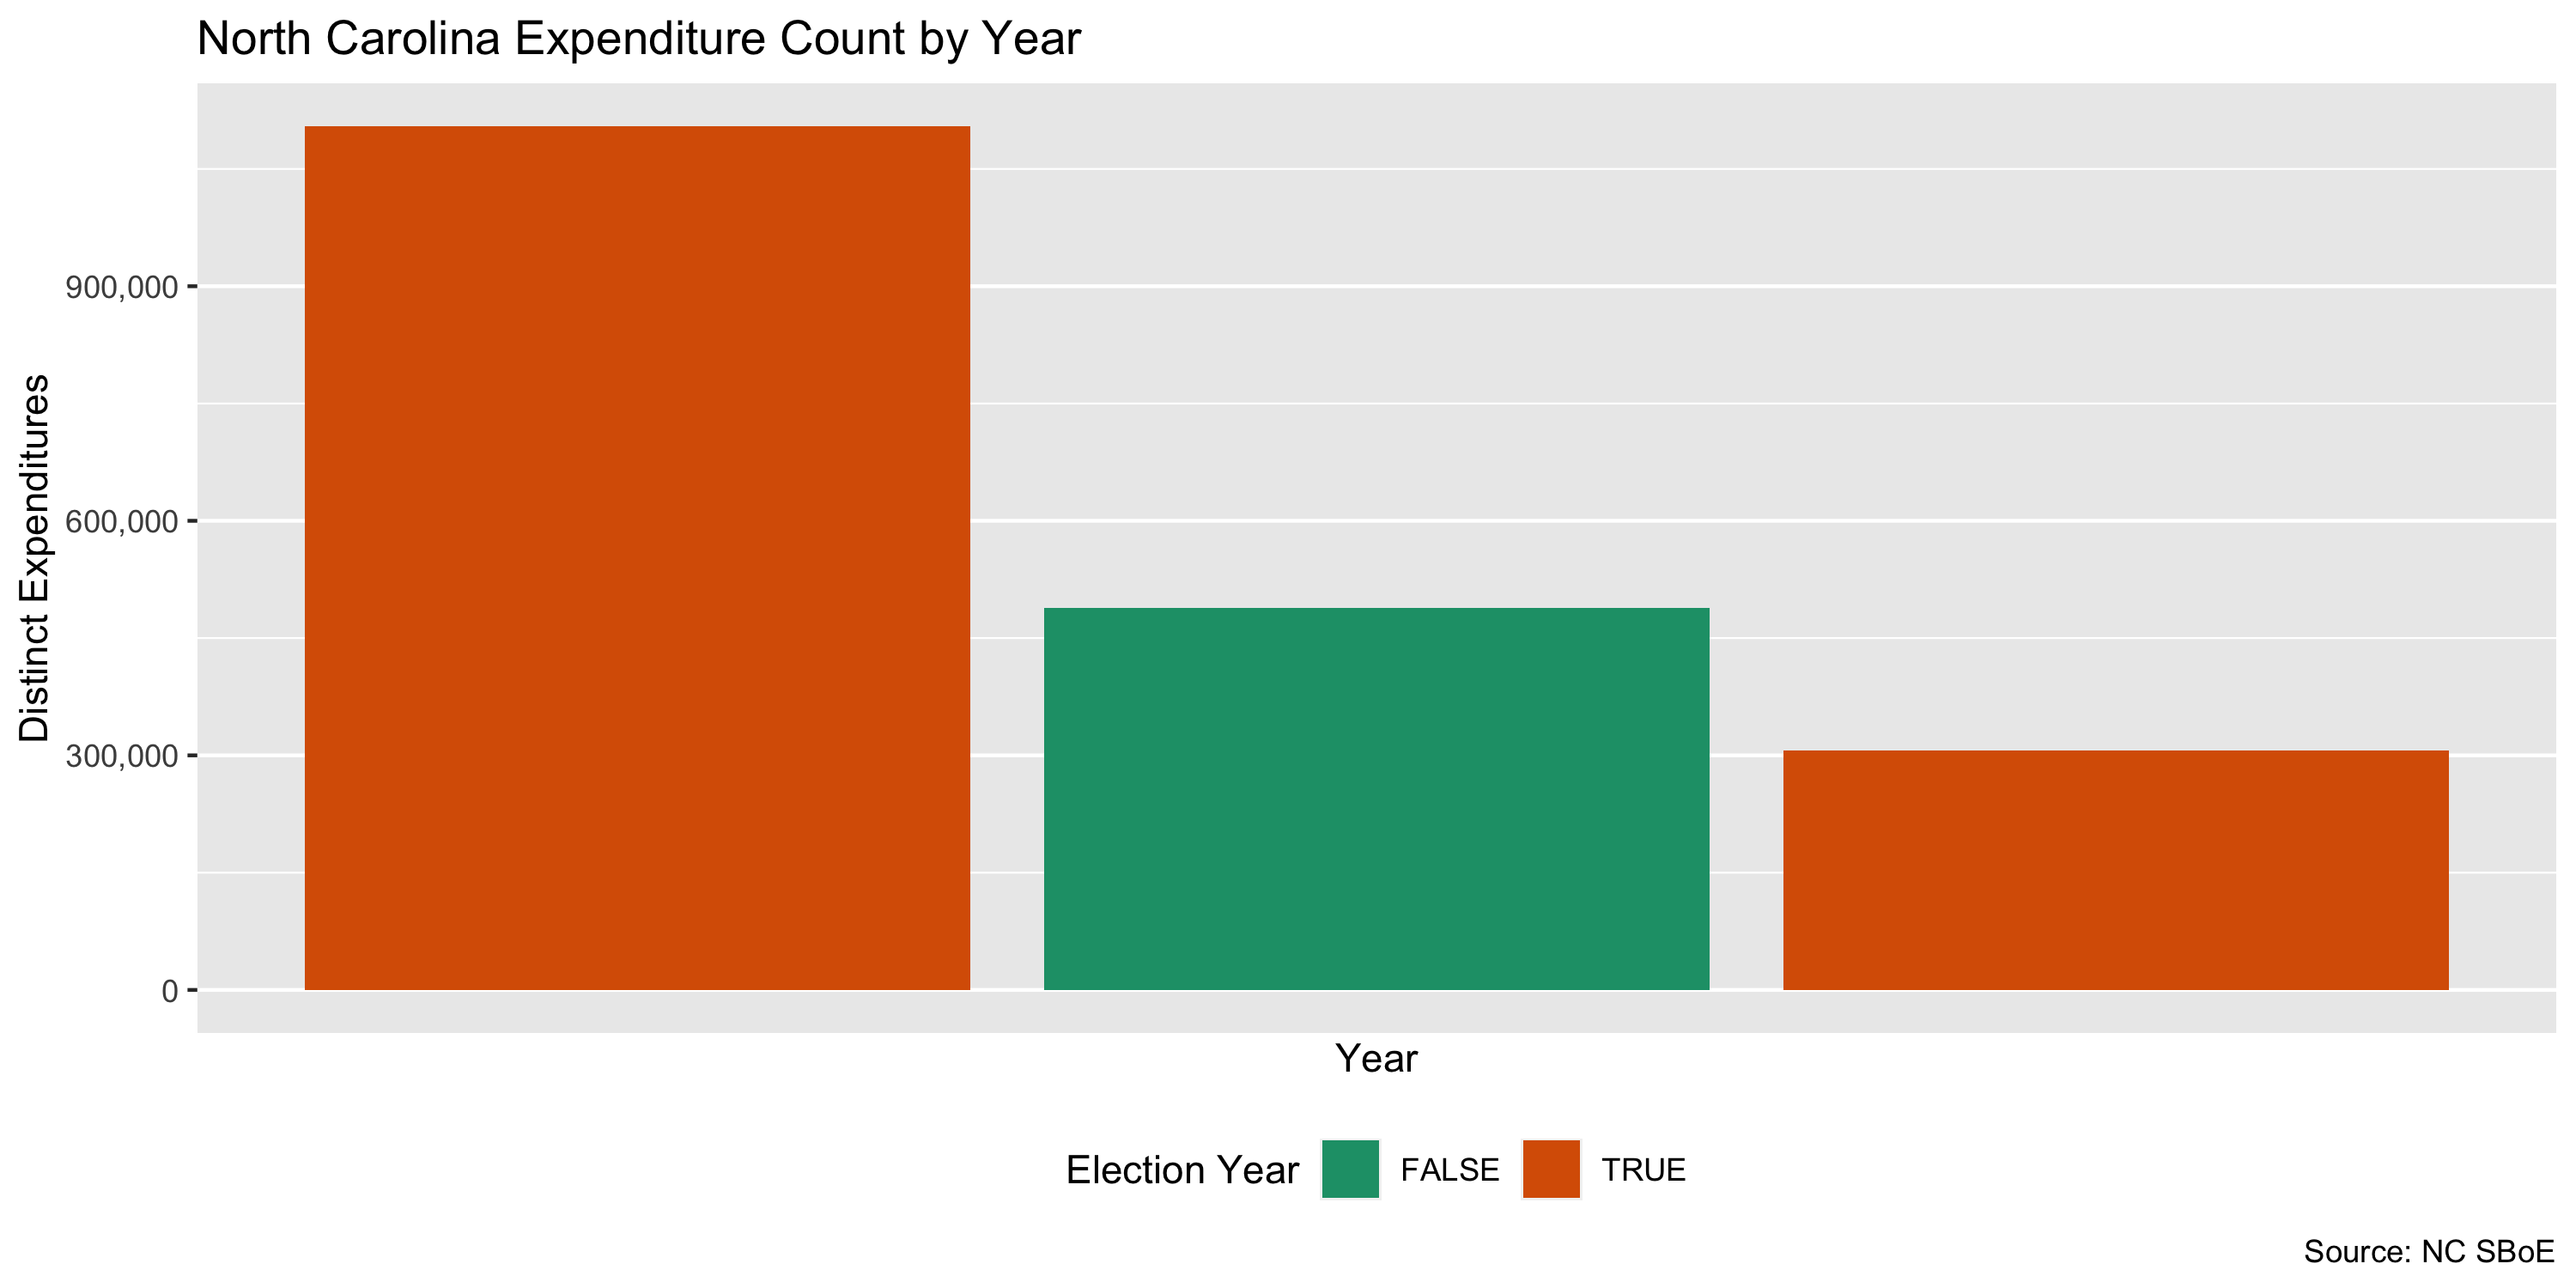 North Carolina Expenditure Count by Year
Distinct Expenditures
900,000
600,000
300,000
0
Year
Election Year FALSE TRUE
Source: NC SBoE